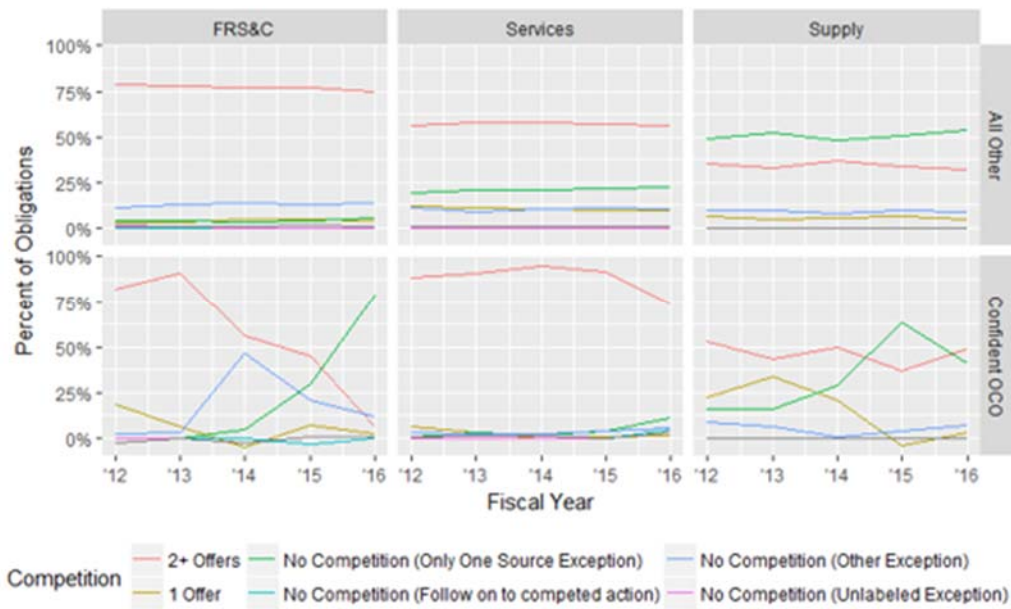 FRS&C Services Supply
100%
75%
50%
25%
0%
All Other
100%
75%
50%
25%
0%
Confident OCO
Percent of Obligations
'12 '13 '14 '15 '16 '12 '13 '14 '15 '16 '12 '13 '14 '15 '16
Fiscal Year
Competition
2+ Offers No Competition (Only One Source Exception) No Competition (Other Exception)
1 Offer No Competition (Follow on to competed action) No Competition (Unlabeled Exception)